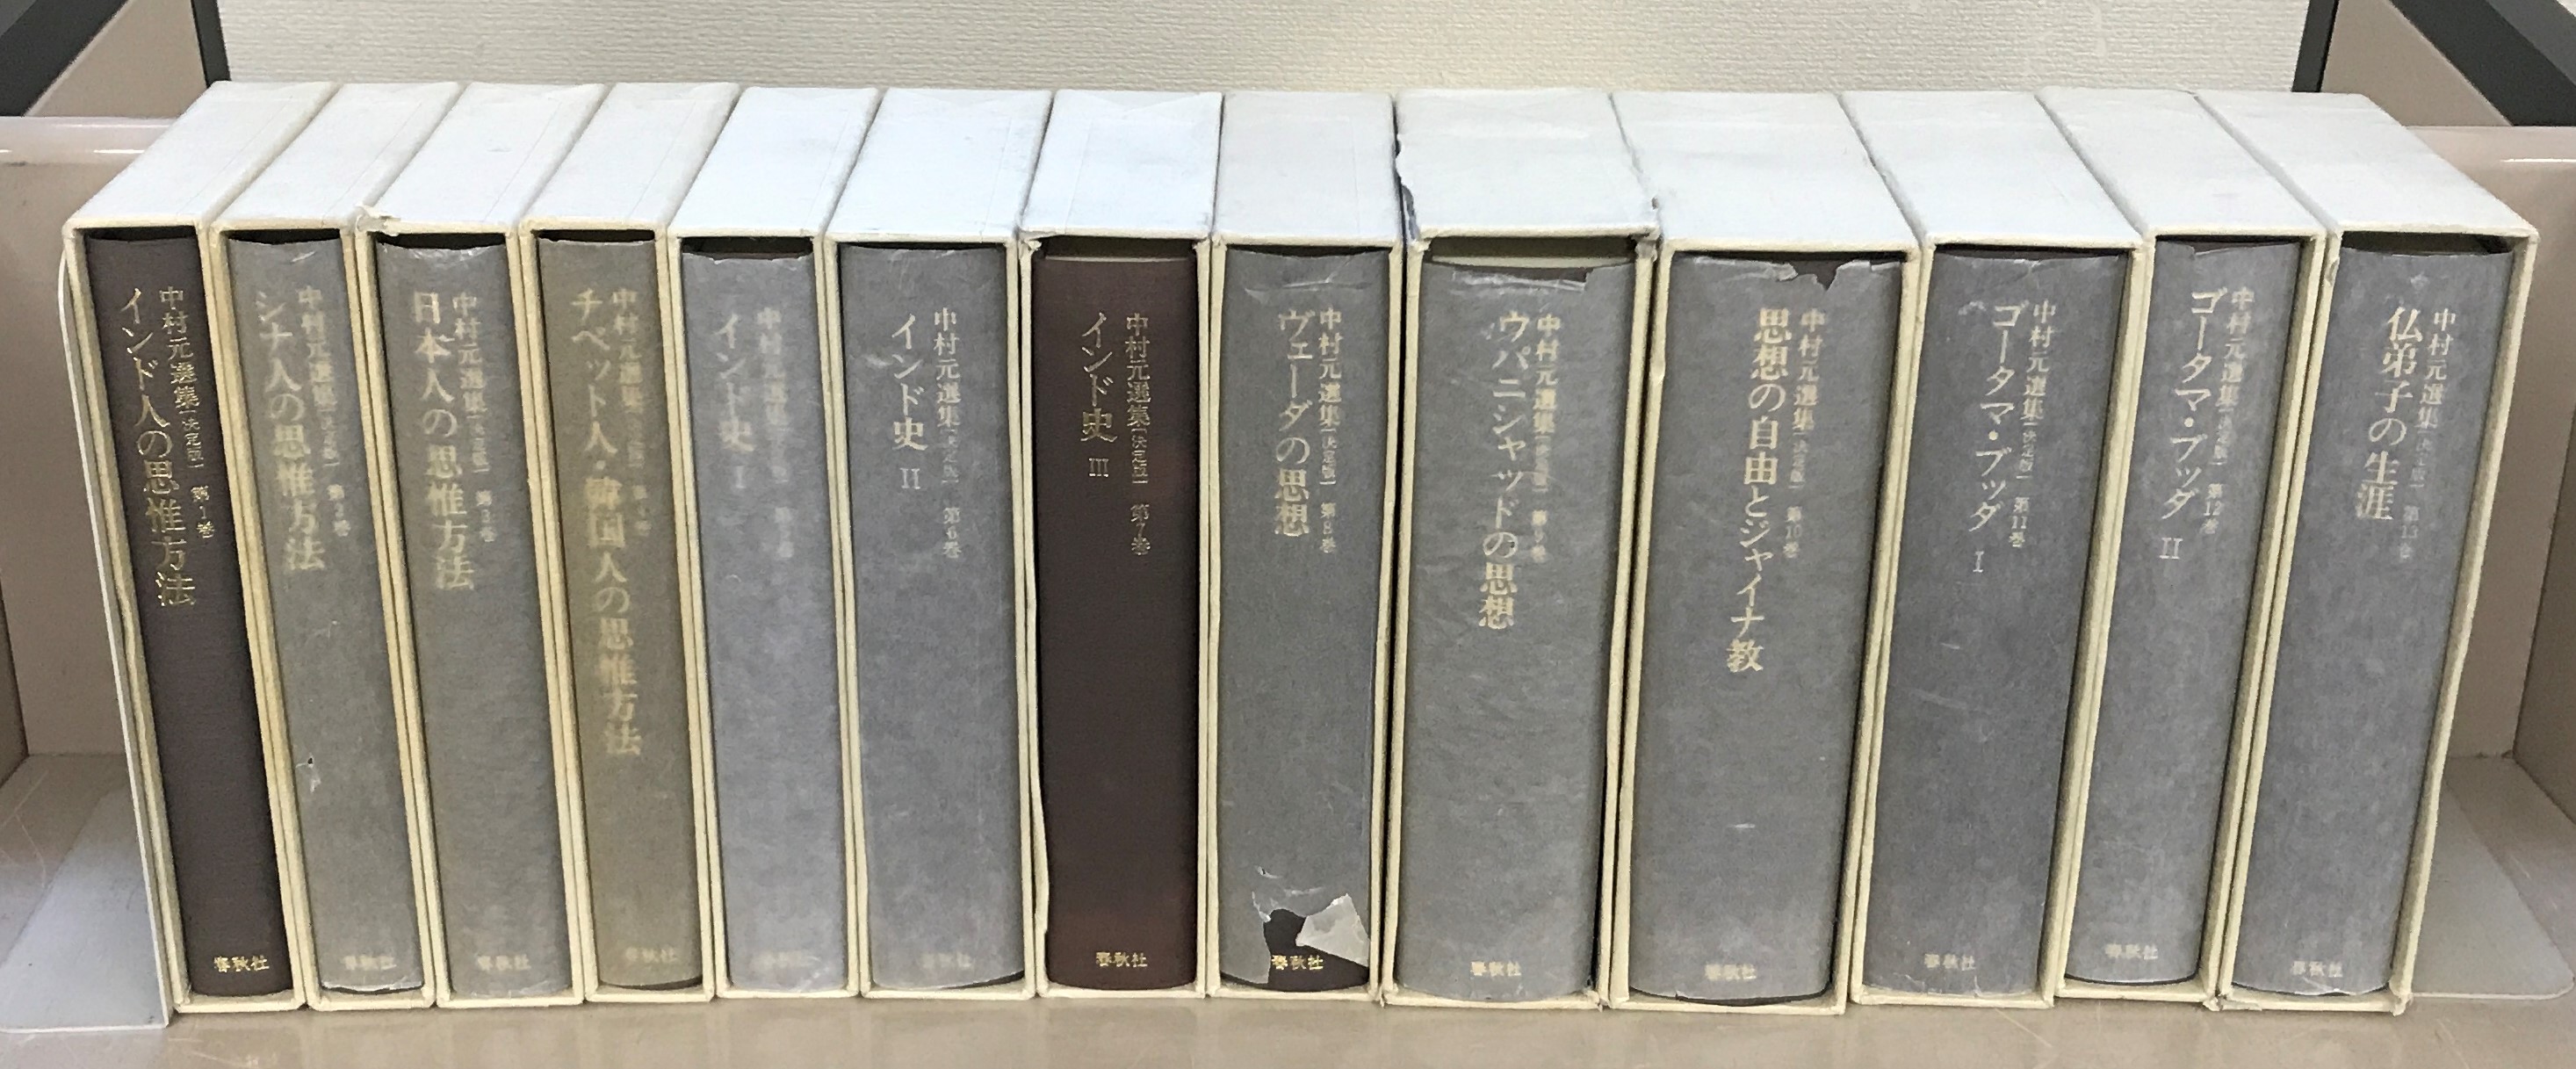 中村元選集［決定版］ 第1巻
インド人の思惟方法
春秋社
中村元選集［決定版］ 第2巻
シナ人の思惟方法
春秋社
中村元選集［決定版］ 第3巻
日本人の思惟方法
春秋社
中村元選集［決定版］ 第4巻
チベット人・韓国人の思惟方法
春秋社
中村元選集［決定版］ 第5巻
インド史 I
春秋社
中村元選集［決定版］ 第6巻
インド史 II
春秋社
中村元選集［決定版］ 第7巻
インド史 III
春秋社
中村元選集［決定版］ 第8巻
ヴェーダの思想
春秋社
中村元選集［決定版］ 第9巻
ウパニシャッドの思想
春秋社
中村元選集［決定版］ 第10巻
思想の自由とジャイナ教
春秋社
中村元選集［決定版］ 第11巻
ゴータマ・ブッダ I
春秋社
中村元選集［決定版］ 第12巻
ゴータマ・ブッダ II
春秋社
中村元選集［決定版］ 第13巻
仏弟子の生涯
春秋社